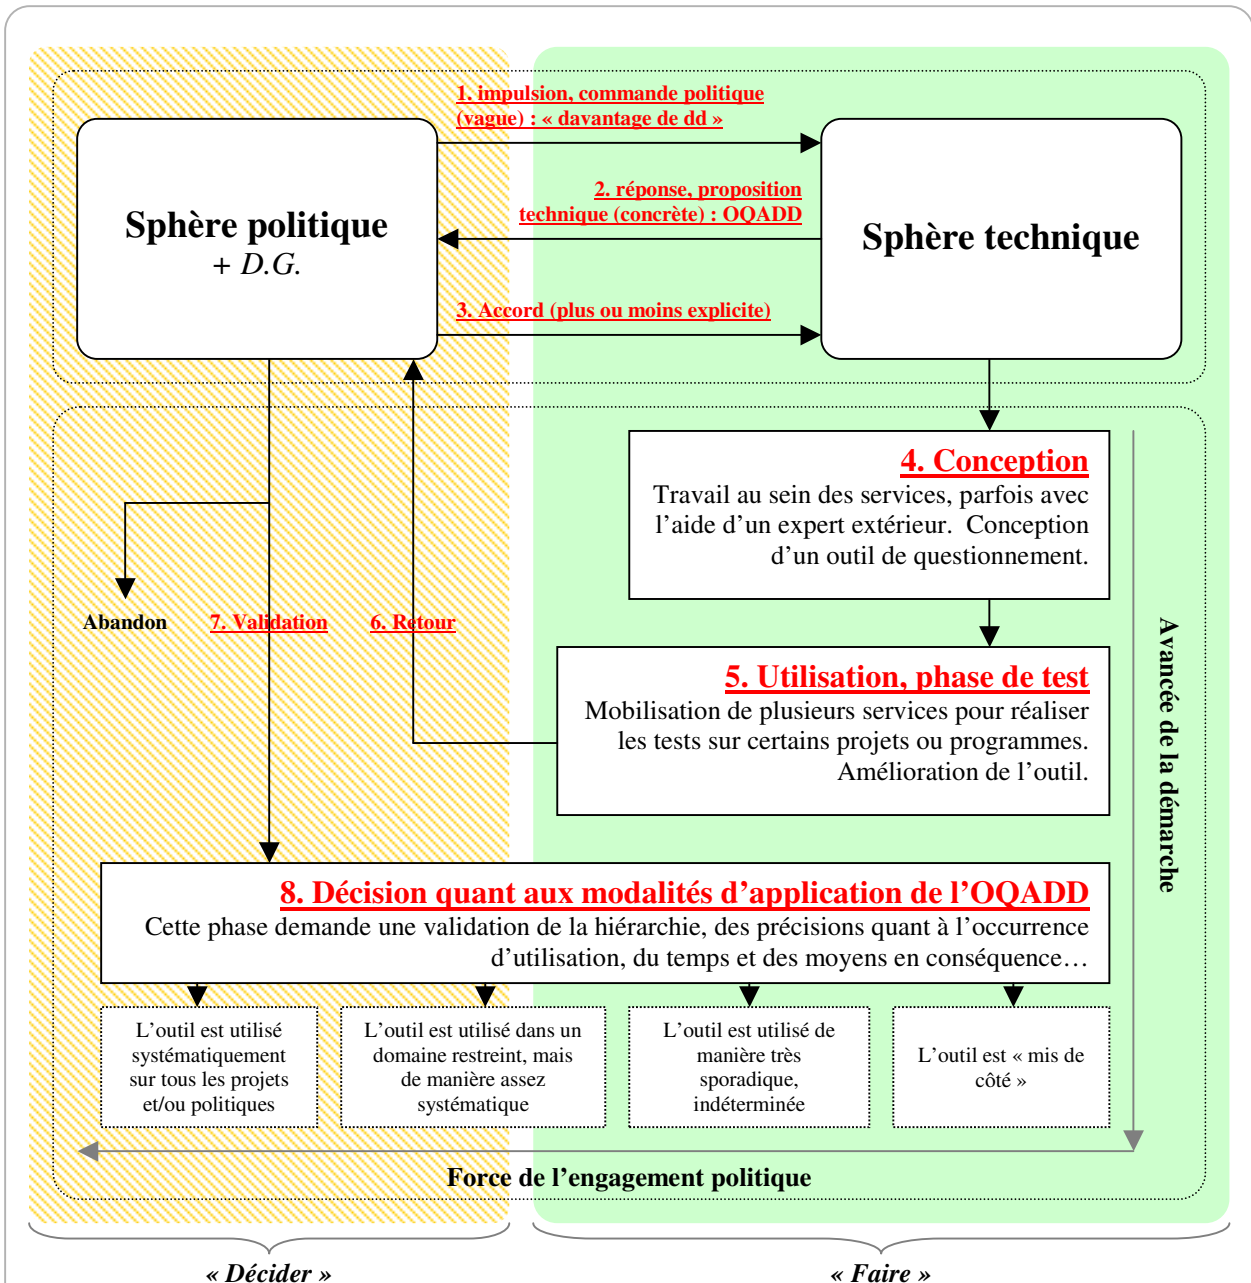 1. impulsion, commande politique
(vague) : « davantage de dd »
2. réponse, proposition
technique (concrète) : OQADD
Sphère politique
+ D.G.
Sphère technique
3. Accord (plus ou moins explicite)
4. Conception
Travail au sein des services, parfois avec
l’aide d’un expert extérieur. Conception
d’un outil de questionnement.
Abandon
7. Validation
6. Retour
5. Utilisation, phase de test
Mobilisation de plusieurs services pour réaliser
les tests sur certains projets ou programmes.
Amélioration de l’outil.
Avancée de la démarche
8. Décision quant aux modalités d’application de l’OQADD
Cette phase demande une validation de la hiérarchie, des précisions quant à l’occurrence
d’utilisation, du temps et des moyens en conséquence…
L’outil est utilisé
systématiquement
sur tous les projets
et/ou politiques
L’outil est utilisé dans un
domaine restreint, mais
de manière assez
systématique
L’outil est utilisé de
manière très
sporadique,
indéterminée
L’outil est « mis de
côté »
Force de l’engagement politique
« Décider »
« Faire »